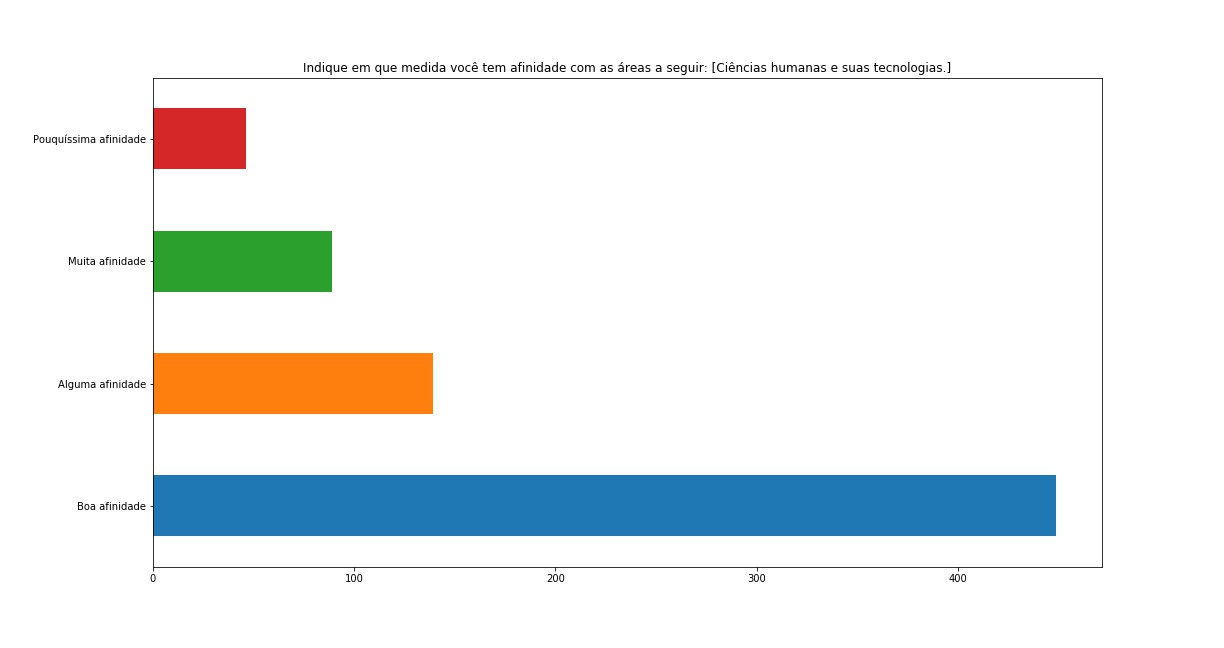 Indique em que medida você tem afinidade com as áreas a seguir: [Ciências humanas e suas tecnologias.]
Pouquíssima afinidade
Muita afinidade
Alguma afinidade
Boa afinidade
0 100 200 300 400